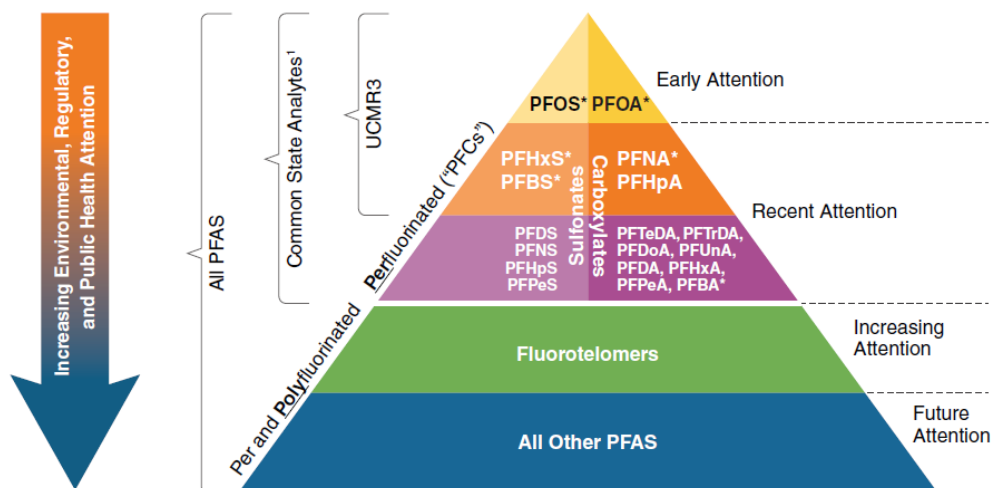 Increasing Environmental, Regulatory,
and Public Health Attention
All PFAS
Common State Analytes¹
UCMR3
Perfluorinated ("PFCs")
Per and Polyfluorinated
PFOS* PFOA*
Early Attention
PFHxS*
PFBS*
Sulfonates
Carboxylates
PFNA*
PFHpA
Recent Attention
PFDS
PFNS
PFHpS
PFPeS
PFTeDA, PFTrDA,
PFDoA, PFUnA,
PFDA, PFHxA,
PFPeA, PFBA*
Fluorotelomers
Increasing
Attention
All Other PFAS
Future
Attention